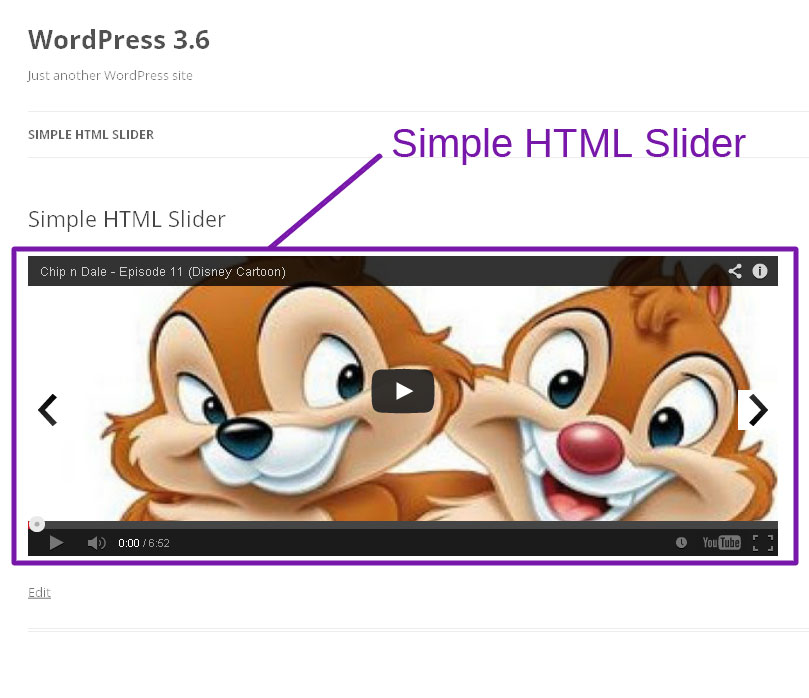 WordPress 3.6
Just another WordPress site
SIMPLE HTML SLIDER
Simple HTML Slider
Simple HTML Slider
Chip n Dale - Episode 11 (Disney Cartoon)
0:00 / 6:52
YouTube
Edit